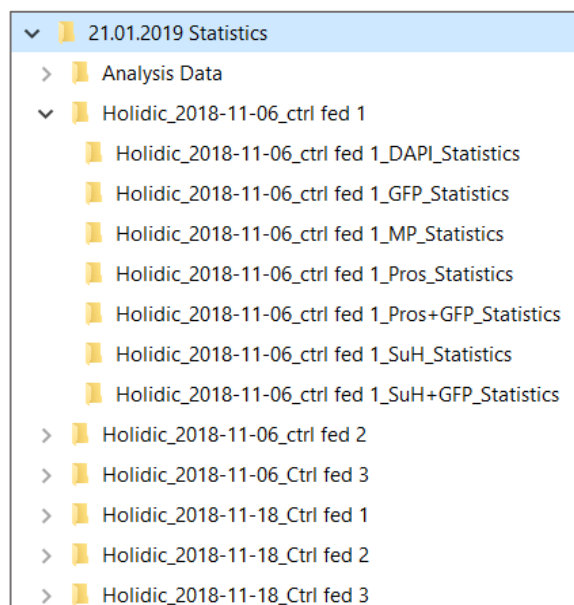 21.01.2019 Statistics
Analysis Data
Holidic_2018-11-06_ctrl fed 1
Holidic_2018-11-06_ctrl fed 1_DAPI_Statistics
Holidic_2018-11-06_ctrl fed 1_GFP_Statistics
Holidic_2018-11-06_ctrl fed 1_MP_Statistics
Holidic_2018-11-06_ctrl fed 1_Pros_Statistics
Holidic_2018-11-06_ctrl fed 1_Pros+GFP_Statistics
Holidic_2018-11-06_ctrl fed 1_SuH_Statistics
Holidic_2018-11-06_ctrl fed 1_SuH+GFP_Statistics
Holidic_2018-11-06_ctrl fed 2
Holidic_2018-11-06_Ctrl fed 3
Holidic_2018-11-18_Ctrl fed 1
Holidic_2018-11-18_Ctrl fed 2
Holidic_2018-11-18_Ctrl fed 3